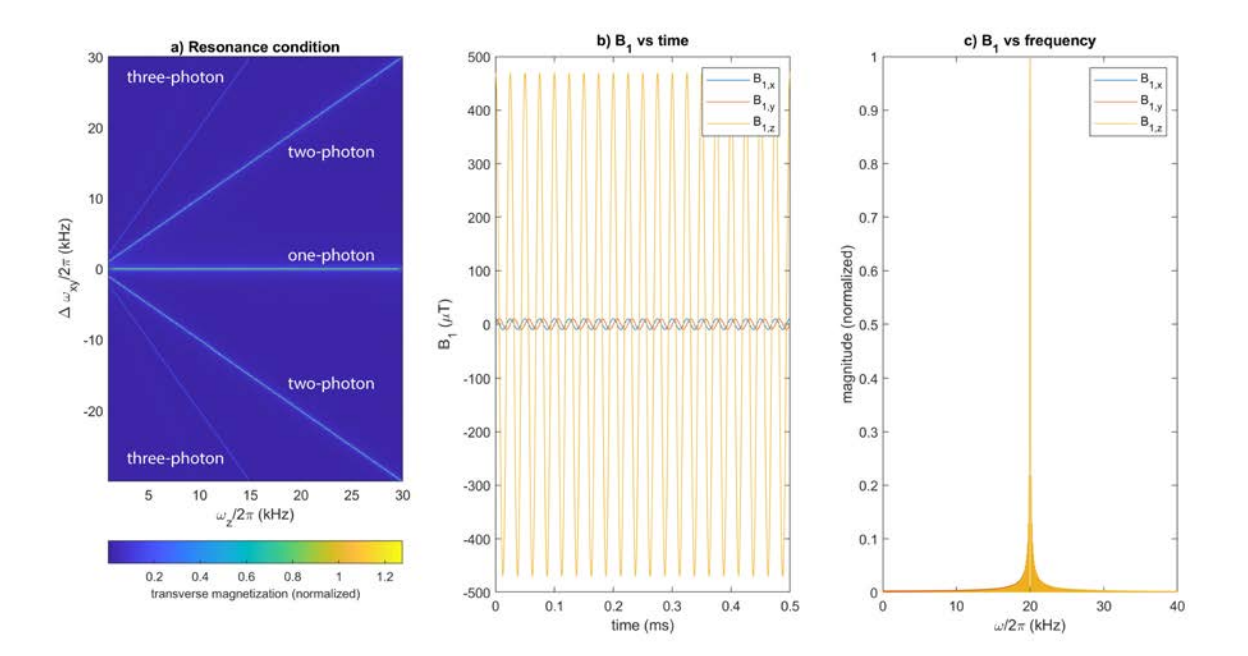 a) Resonance condition
30
20
10
0
-10
-20
Δ ω_xy/2π (kHz)
three-photon
two-photon
one-photon
two-photon
three-photon
5 10 15 20 25 30
ω_z/2π (kHz)
0.2 0.4 0.6 0.8 1 1.2
transverse magnetization (normalized)
b) B_1 vs time
500
400
300
200
100
0
-100
-200
-300
-400
-500
B_1 (μT)
B_1,x
B_1,y
B_1,z
0 0.1 0.2 0.3 0.4 0.5
time (ms)
c) B_1 vs frequency
1
0.9
0.8
0.7
0.6
0.5
0.4
0.3
0.2
0.1
0
magnitude (normalized)
B_1,x
B_1,y
B_1,z
0 10 20 30 40
ω/2π (kHz)